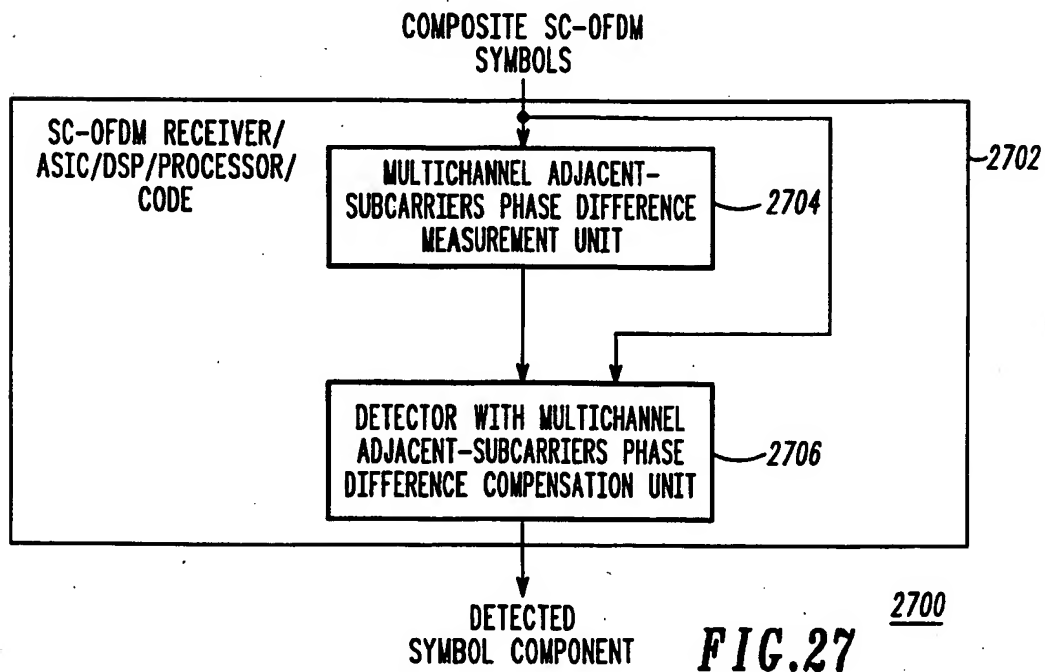 COMPOSITE SC-OFDM
SYMBOLS
SC-OFDM RECEIVER/
ASIC/DSP/PROCESSOR/
CODE
2702
MULTICHANNEL ADJACENT-
SUBCARRIERS PHASE DIFFERENCE
MEASUREMENT UNIT
2704
DETECTOR WITH MULTICHANNEL
ADJACENT-SUBCARRIERS PHASE
DIFFERENCE COMPENSATION UNIT
2706
DETECTED
SYMBOL COMPONENT
2700
FIG.27